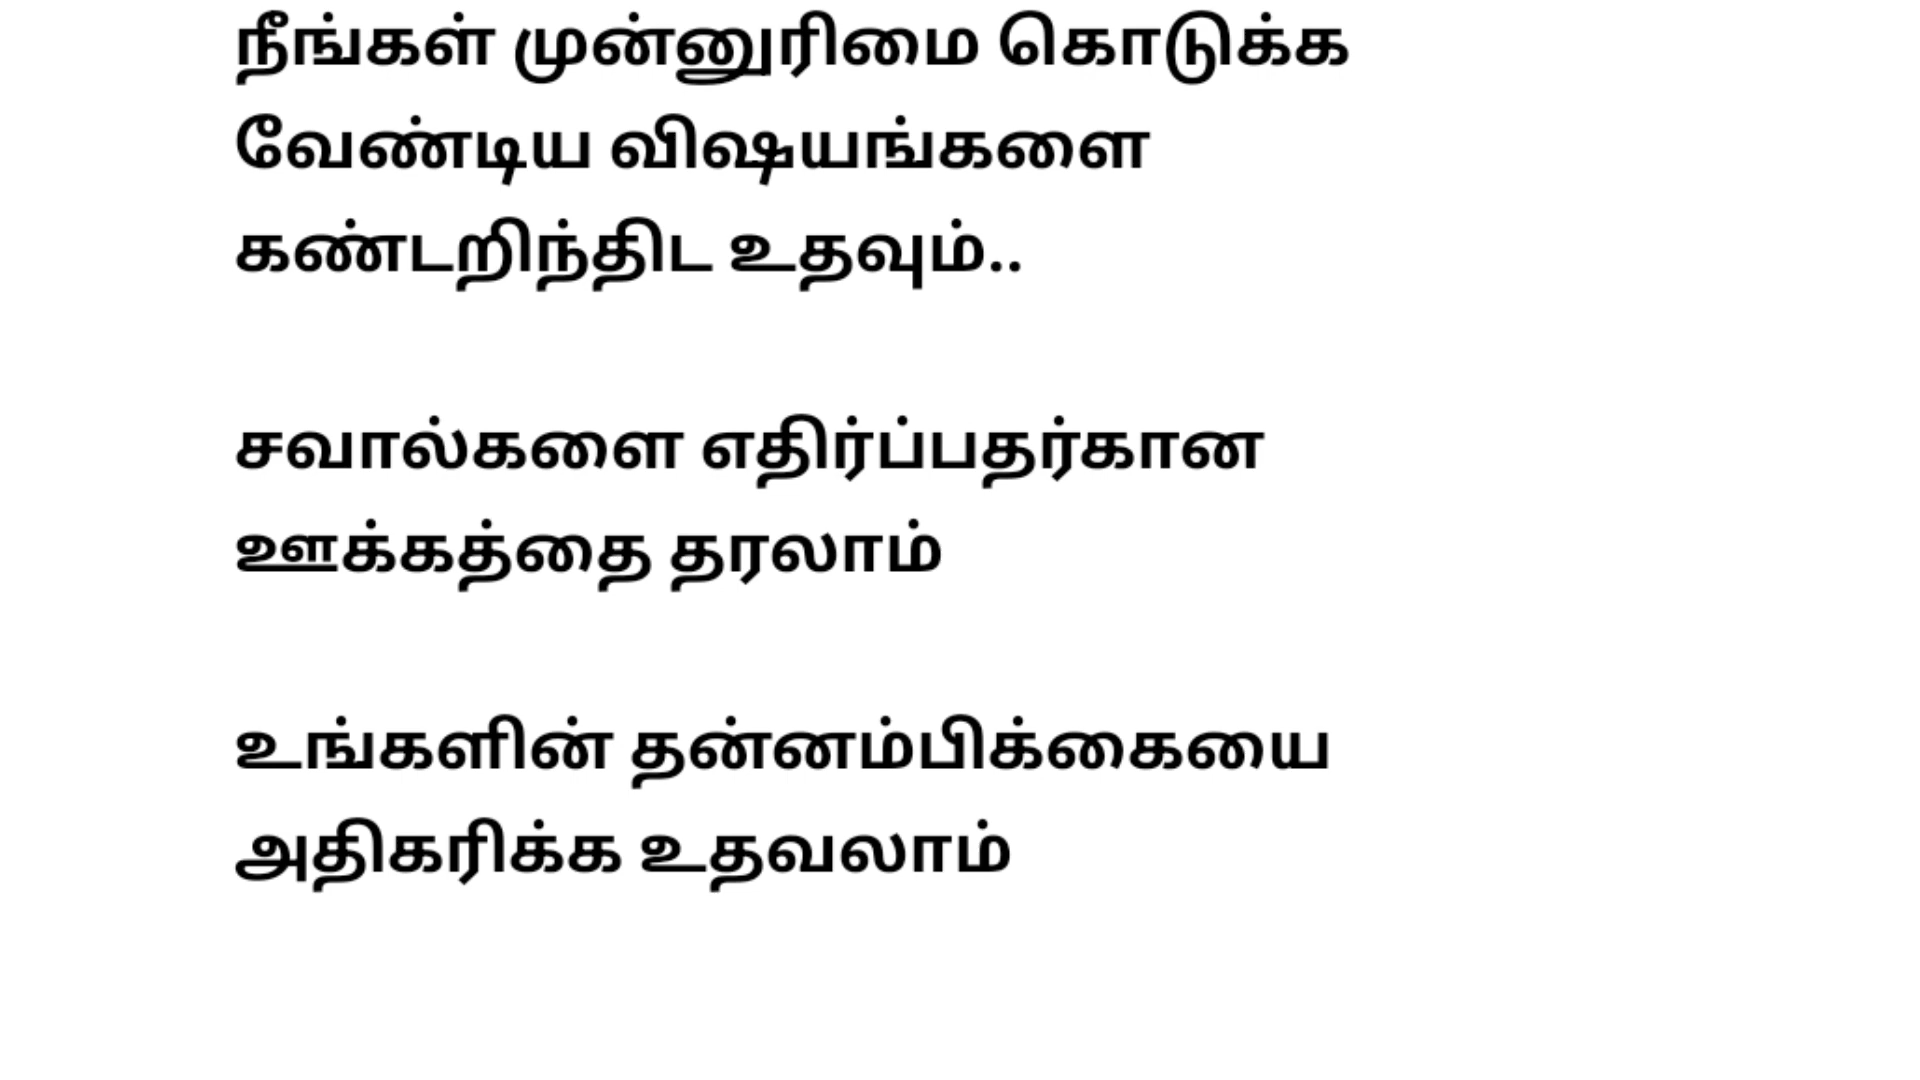 நீங்கள் முன்னுரிமை கொடுக்க
வேண்டிய விஷயங்களை
கண்டறிந்திட உதவும்..
சவால்களை எதிர்ப்பதர்கான
ஊக்கத்தை தரலாம்
உங்களின் தன்னம்பிக்கையை
அதிகரிக்க உதவலாம்